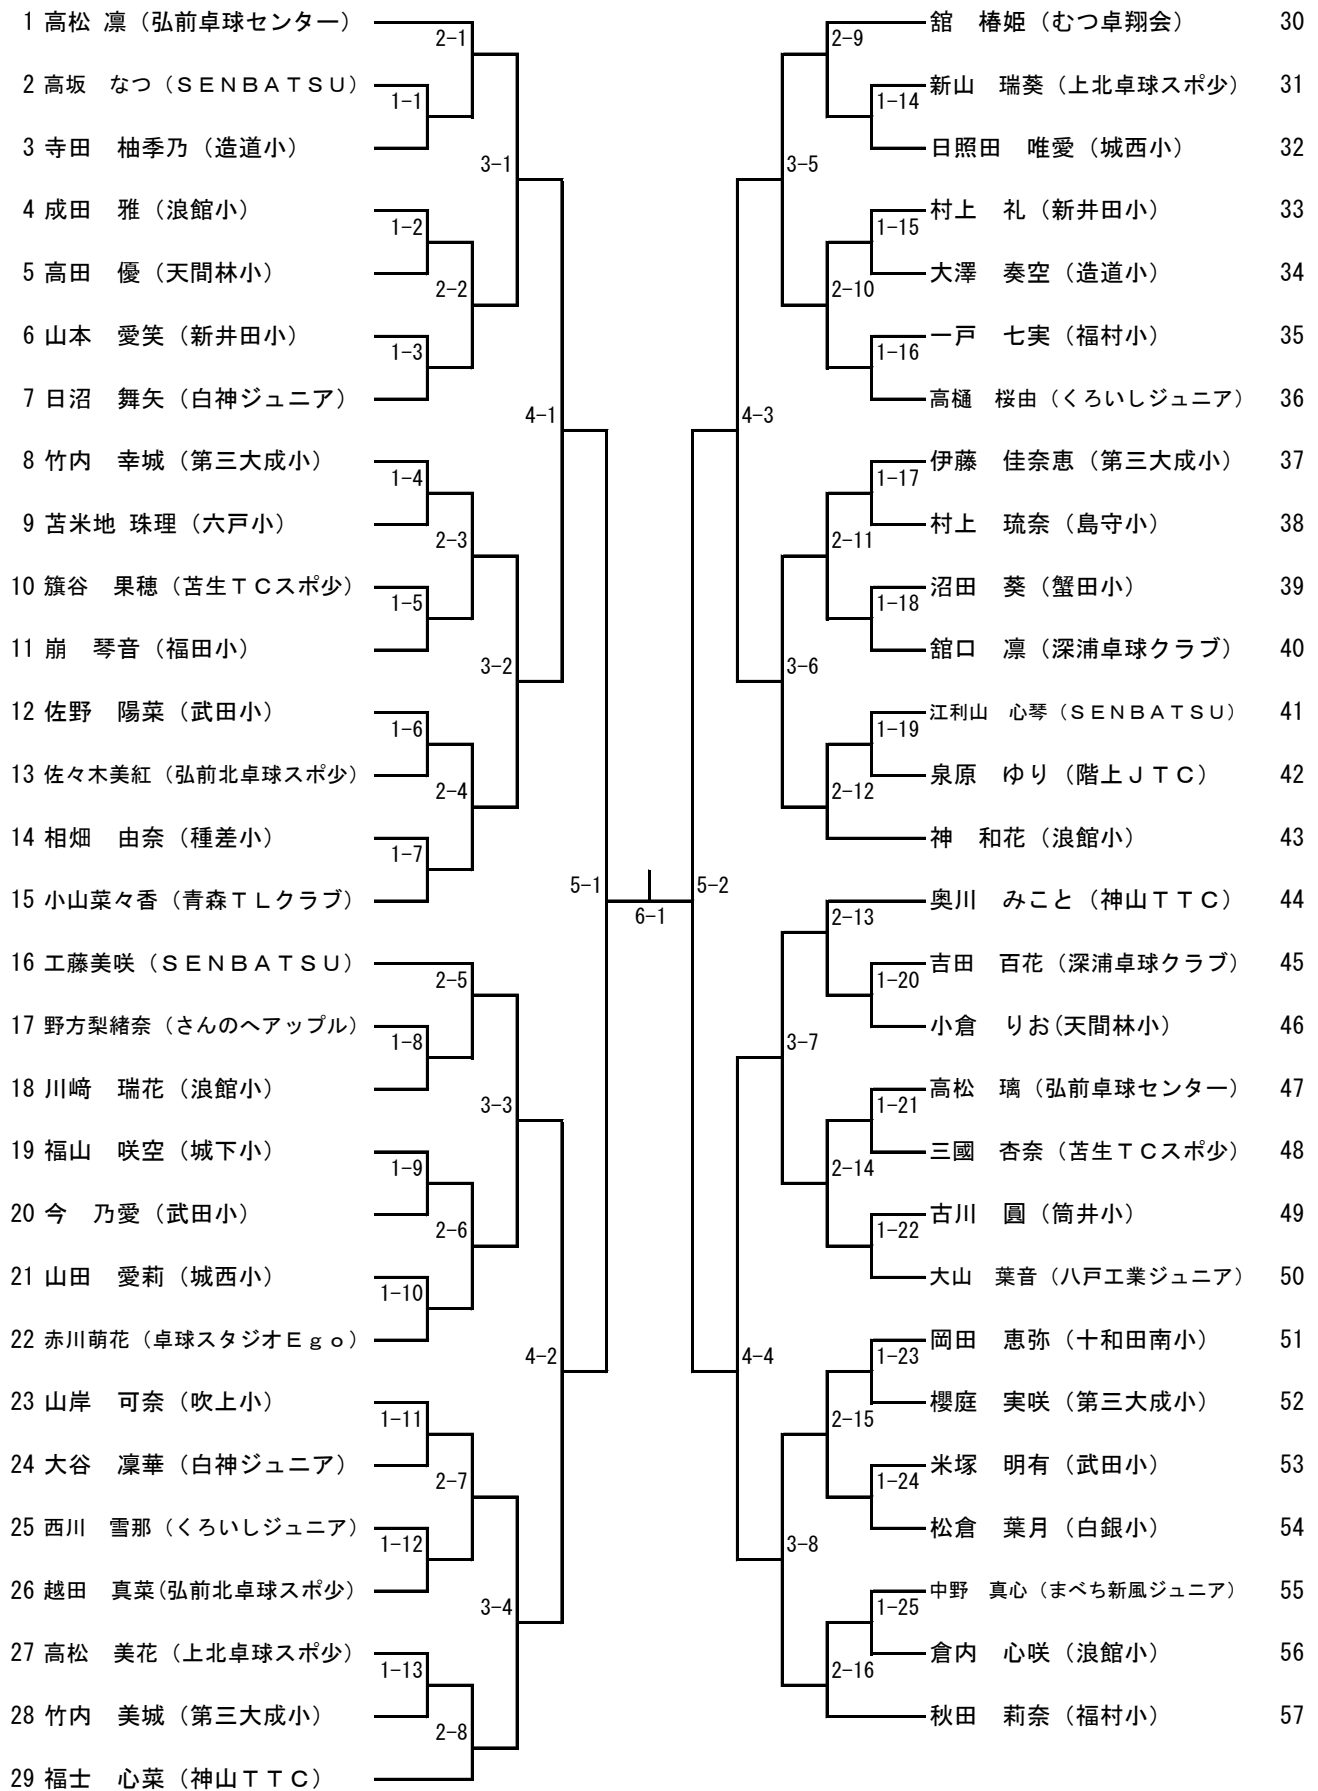 1 高松 凛（弘前卓球センター）
2 高坂　なつ（ＳＥＮＢＡＴＳＵ）
3 寺田　柚季乃（造道小）
4 成田　雅（浪館小）
5 高田　優（天間林小）
6 山本　愛笑（新井田小）
7 日沼　舞矢（白神ジュニア）
8 竹内　幸城（第三大成小）
9 苫米地 珠理（六戸小）
10 籏谷　果穂（苫生ＴＣスポ少）
11 崩　琴音（福田小）
12 佐野　陽菜（武田小）
13 佐々木美紅（弘前北卓球スポ少）
14 相畑　由奈（種差小）
15 小山菜々香（青森ＴＬクラブ）
16 工藤美咲（ＳＥＮＢＡＴＳＵ）
17 野方梨緒奈（さんのへアップル）
18 川﨑　瑞花（浪館小）
19 福山　咲空（城下小）
20 今　乃愛（武田小）
21 山田　愛莉（城西小）
22 赤川萌花（卓球スタジオＥｇｏ）
23 山岸　可奈（吹上小）
24 大谷　凜華（白神ジュニア）
25 西川　雪那（くろいしジュニア）
26 越田　真菜(弘前北卓球スポ少)
27 高松　美花（上北卓球スポ少）
28 竹内　美城（第三大成小）
29 福士　心菜（神山ＴＴＣ）
1-1
1-2
1-3
1-4
1-5
1-6
1-7
1-8
1-9
1-10
1-11
1-12
1-13
2-1
2-2
2-3
2-4
2-5
2-6
2-7
2-8
3-1
3-2
3-3
3-4
4-1
4-2
5-1
6-1
5-2
4-3
4-4
3-5
3-6
3-7
3-8
2-9
2-10
2-11
2-12
2-13
2-14
2-15
2-16
1-14
1-15
1-16
1-17
1-18
1-19
1-20
1-21
1-22
1-23
1-24
1-25
舘　椿姫（むつ卓翔会） 30
新山　瑞葵（上北卓球スポ少） 31
日照田　唯愛（城西小） 32
村上　礼（新井田小） 33
大澤　奏空（造道小） 34
一戸　七実（福村小） 35
高樋　桜由（くろいしジュニア） 36
伊藤　佳奈恵（第三大成小） 37
村上　琉奈（島守小） 38
沼田　葵（蟹田小） 39
舘口　凛（深浦卓球クラブ） 40
江利山　心琴（ＳＥＮＢＡＴＳＵ） 41
泉原　ゆり（階上ＪＴＣ） 42
神　和花（浪館小） 43
奥川　みこと（神山ＴＴＣ） 44
吉田　百花（深浦卓球クラブ） 45
小倉　りお(天間林小） 46
高松　璃（弘前卓球センター） 47
三國　杏奈（苫生ＴＣスポ少） 48
古川　圓（筒井小） 49
大山　葉音（八戸工業ジュニア） 50
岡田　恵弥（十和田南小） 51
櫻庭　実咲（第三大成小） 52
米塚　明有（武田小） 53
松倉　葉月（白銀小） 54
中野　真心（まべち新風ジュニア） 55
倉内　心咲（浪館小） 56
秋田　莉奈（福村小） 57